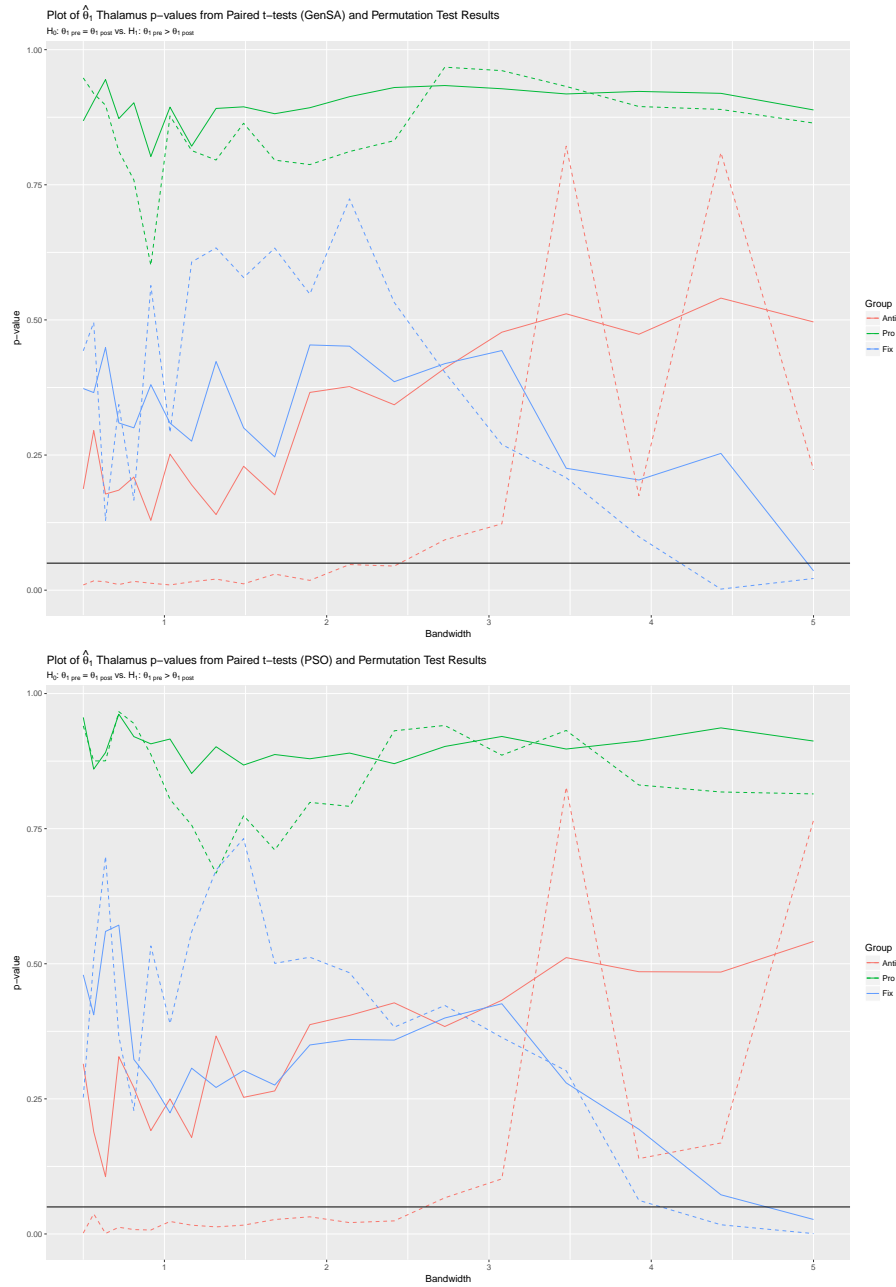 Plot of θ̂₁ Thalamus p−values from Paired t−tests (GenSA) and Permutation Test Results
H₀: θ₁ pre = θ₁ post vs. H₁: θ₁ pre > θ₁ post
1.00
0.75
0.50
0.25
0.00
p−value
1
2
3
4
5
Bandwidth
Group
Anti
Pro
Fix
Plot of θ̂₁ Thalamus p−values from Paired t−tests (PSO) and Permutation Test Results
H₀: θ₁ pre = θ₁ post vs. H₁: θ₁ pre > θ₁ post
1.00
0.75
0.50
0.25
0.00
p−value
1
2
3
4
5
Bandwidth
Group
Anti
Pro
Fix